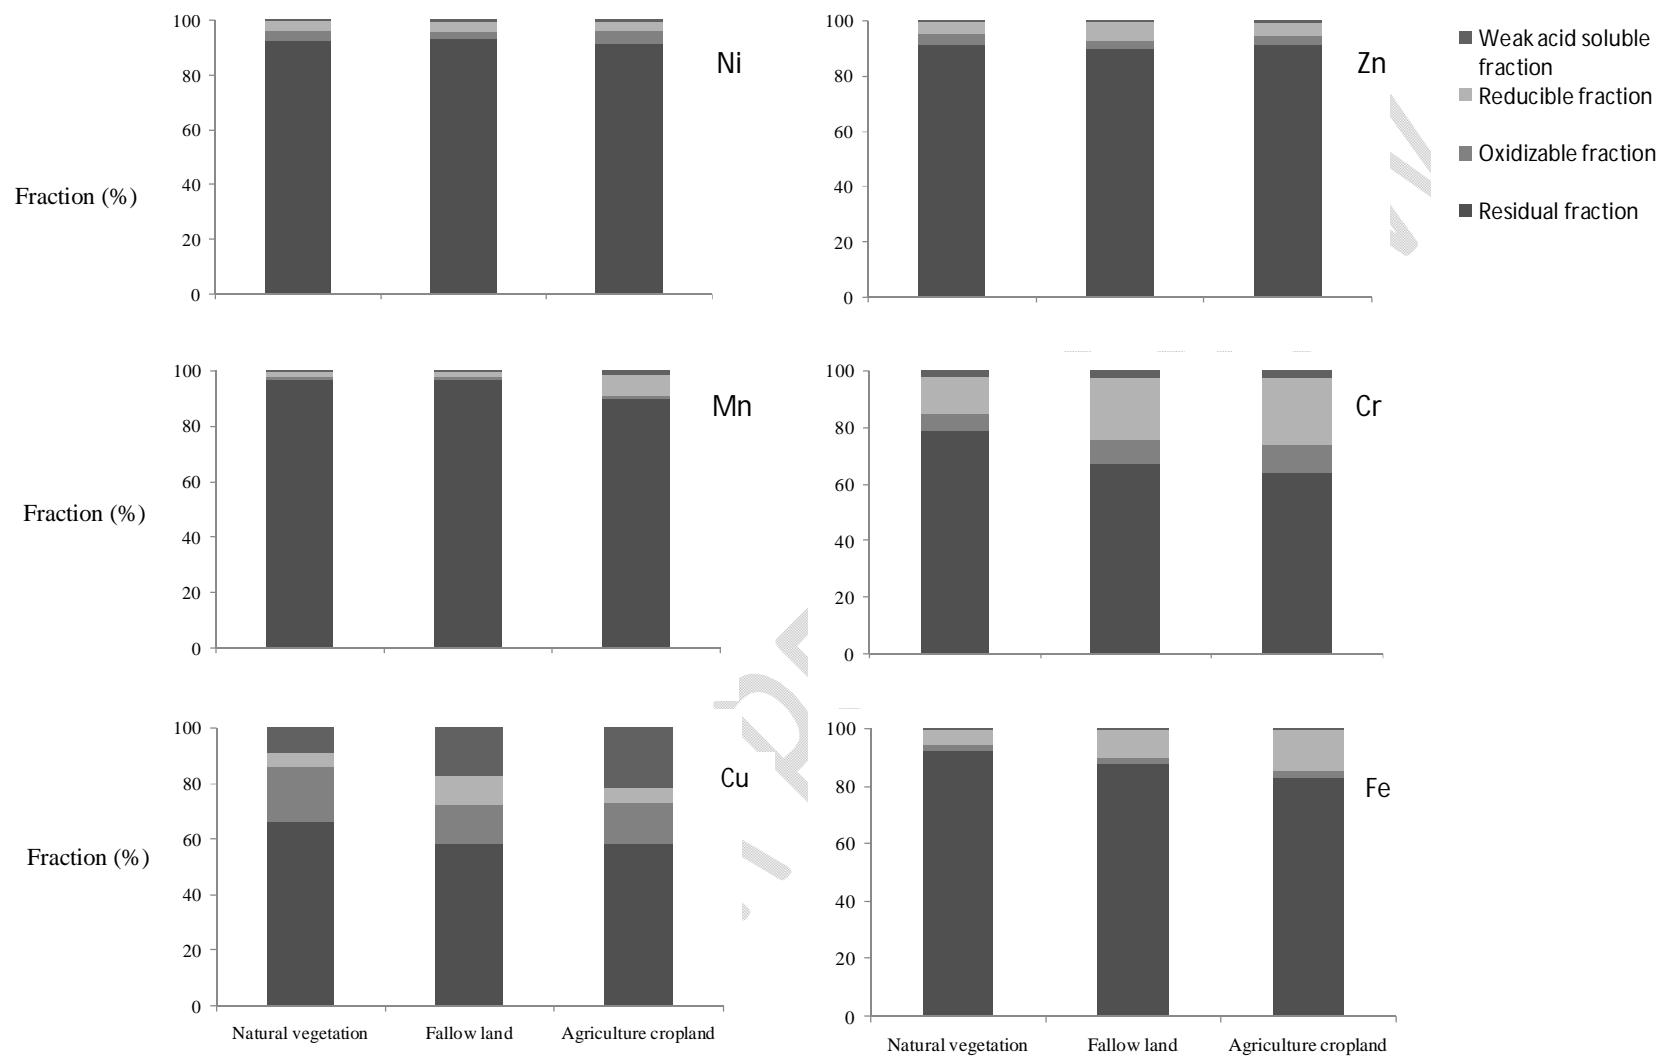 100
80
60
40
20
0
Fraction (%)
Ni
100
80
60
40
20
0
Zn
Weak acid soluble
fraction
Reducible fraction
Oxidizable fraction
Residual fraction
100
80
60
40
20
0
Fraction (%)
Mn
100
80
60
40
20
0
Cr
100
80
60
40
20
0
Fraction (%)
Cu
Natural vegetation
Fallow land
Agriculture cropland
100
80
60
40
20
0
Fe
Natural vegetation
Fallow land
Agriculture cropland